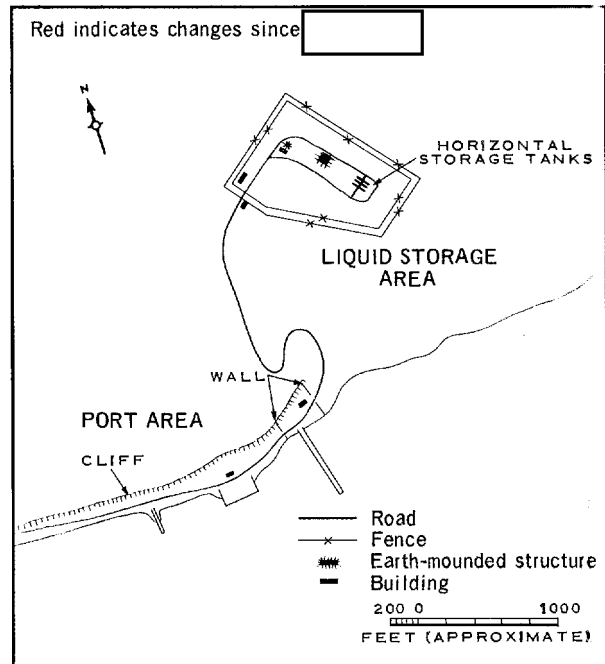 Red indicates changes since
N
HORIZONTAL
STORAGE TANKS
LIQUID STORAGE
AREA
WALL
PORT AREA
CLIFF
Road
Fence
Earth-mounded structure
Building
200 0 1000
FEET (APPROXIMATE)